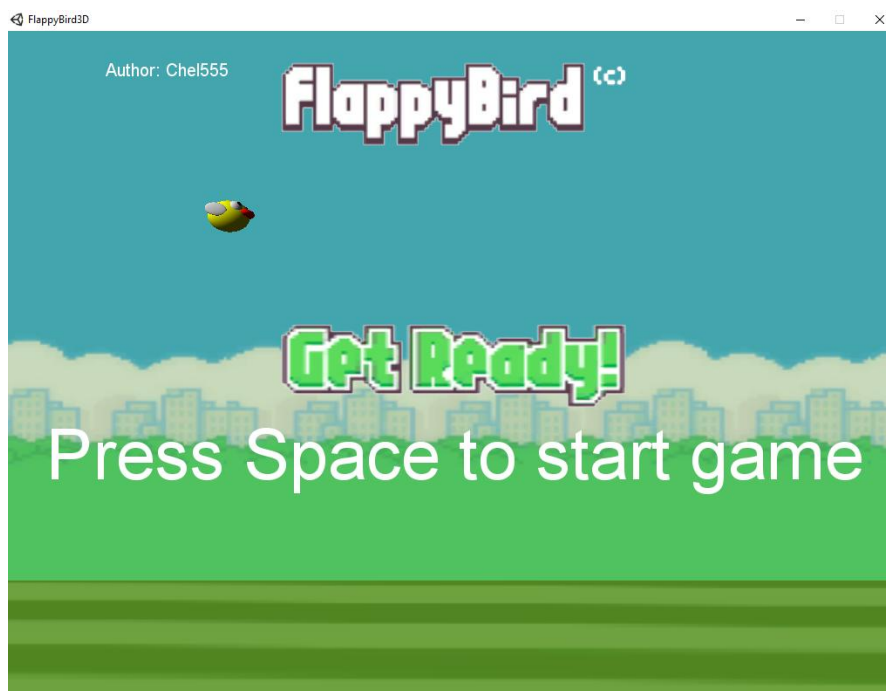 FlappyBird3D
Author: Chel555
FlappyBird (c)
Get Ready!
Press Space to start game